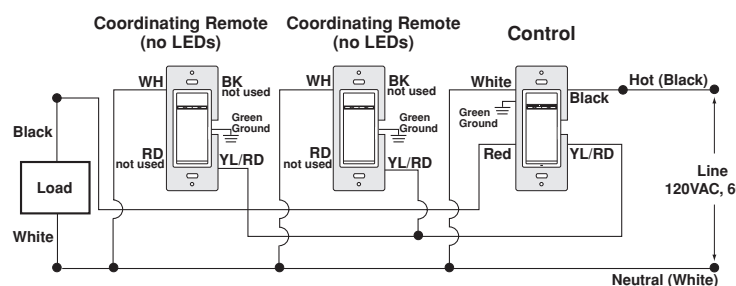 Coordinating Remote
(no LEDs)
Coordinating Remote
(no LEDs)
Control
WH
BK
not used
Green
Ground
RD
not used
YL/RD
WH
BK
not used
Green
Ground
RD
not used
YL/RD
White
Hot (Black)
Black
Green
Ground
Red
YL/RD
Black
Load
White
Line
120VAC, 6
Neutral (White)